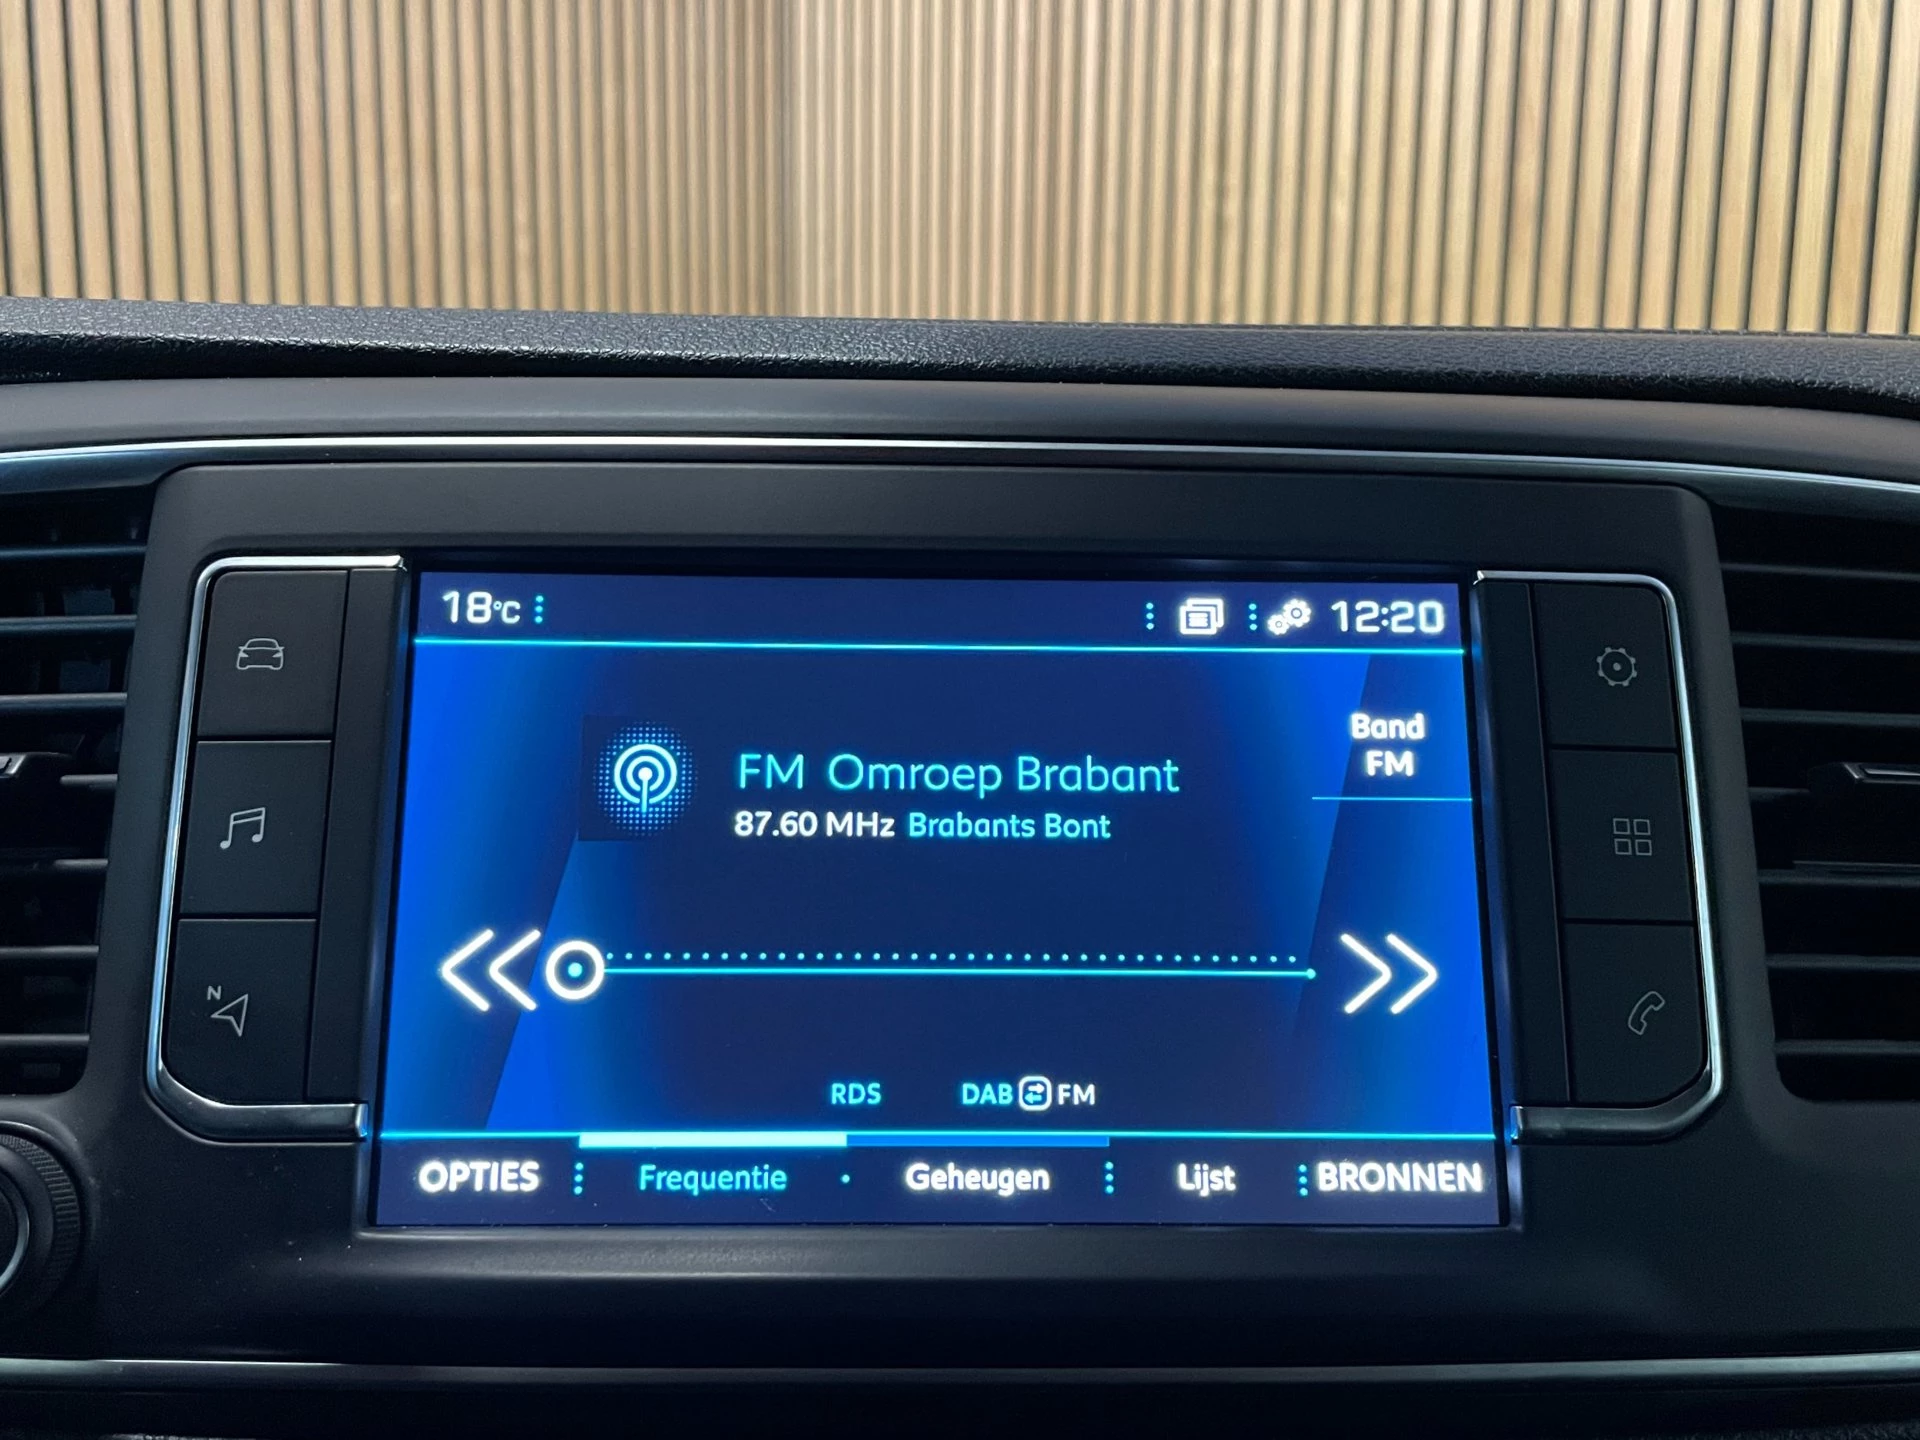 18°C
12:20
Band
FM
FM Omroep Brabant
87.60 MHz Brabants Bont
N
RDS DAB FM
OPTIES Frequentie Geheugen Lijst BRONNEN